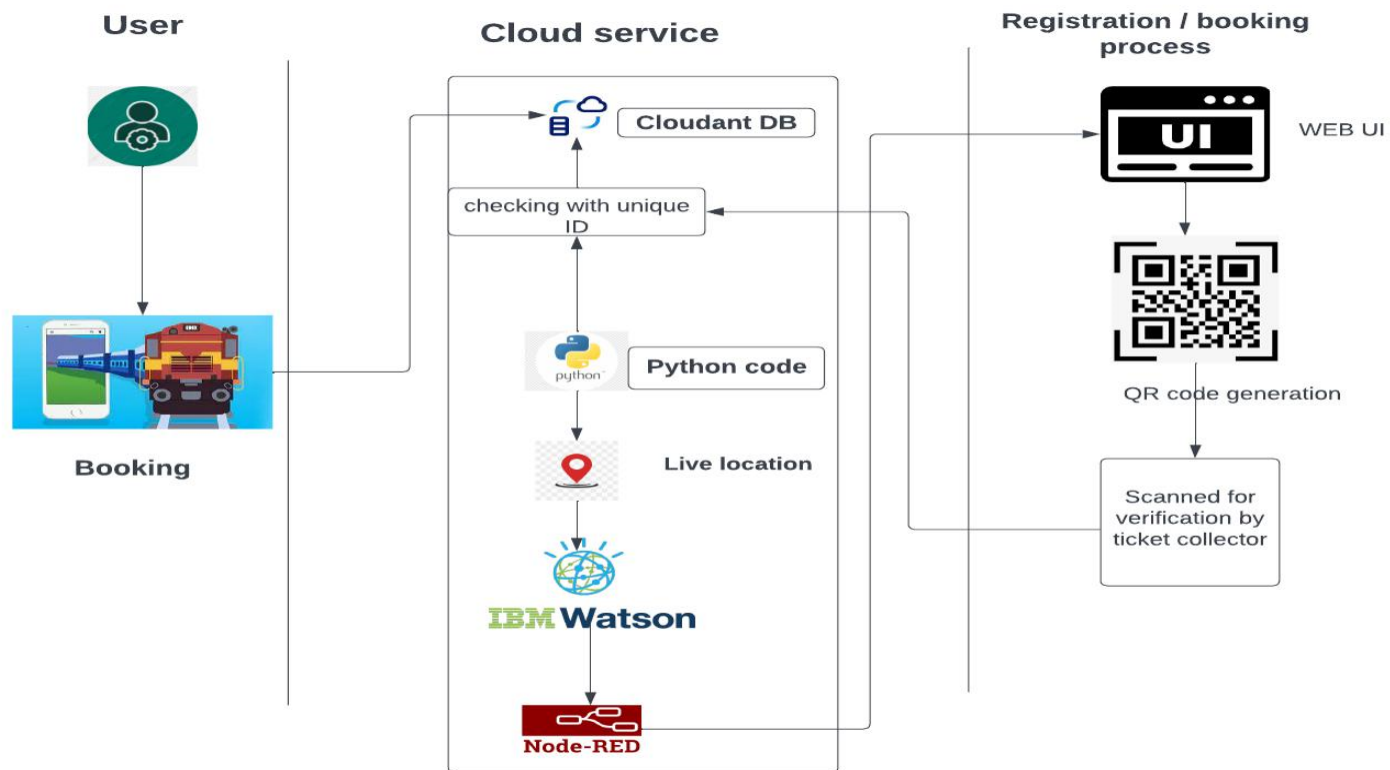 User
Cloud service
Registration / booking
process
Cloudant DB
UI
WEB UI
checking with unique
ID
python
Python code
QR code generation
Booking
Live location
Scanned for
verification by
ticket collector
IBM Watson
Node-RED